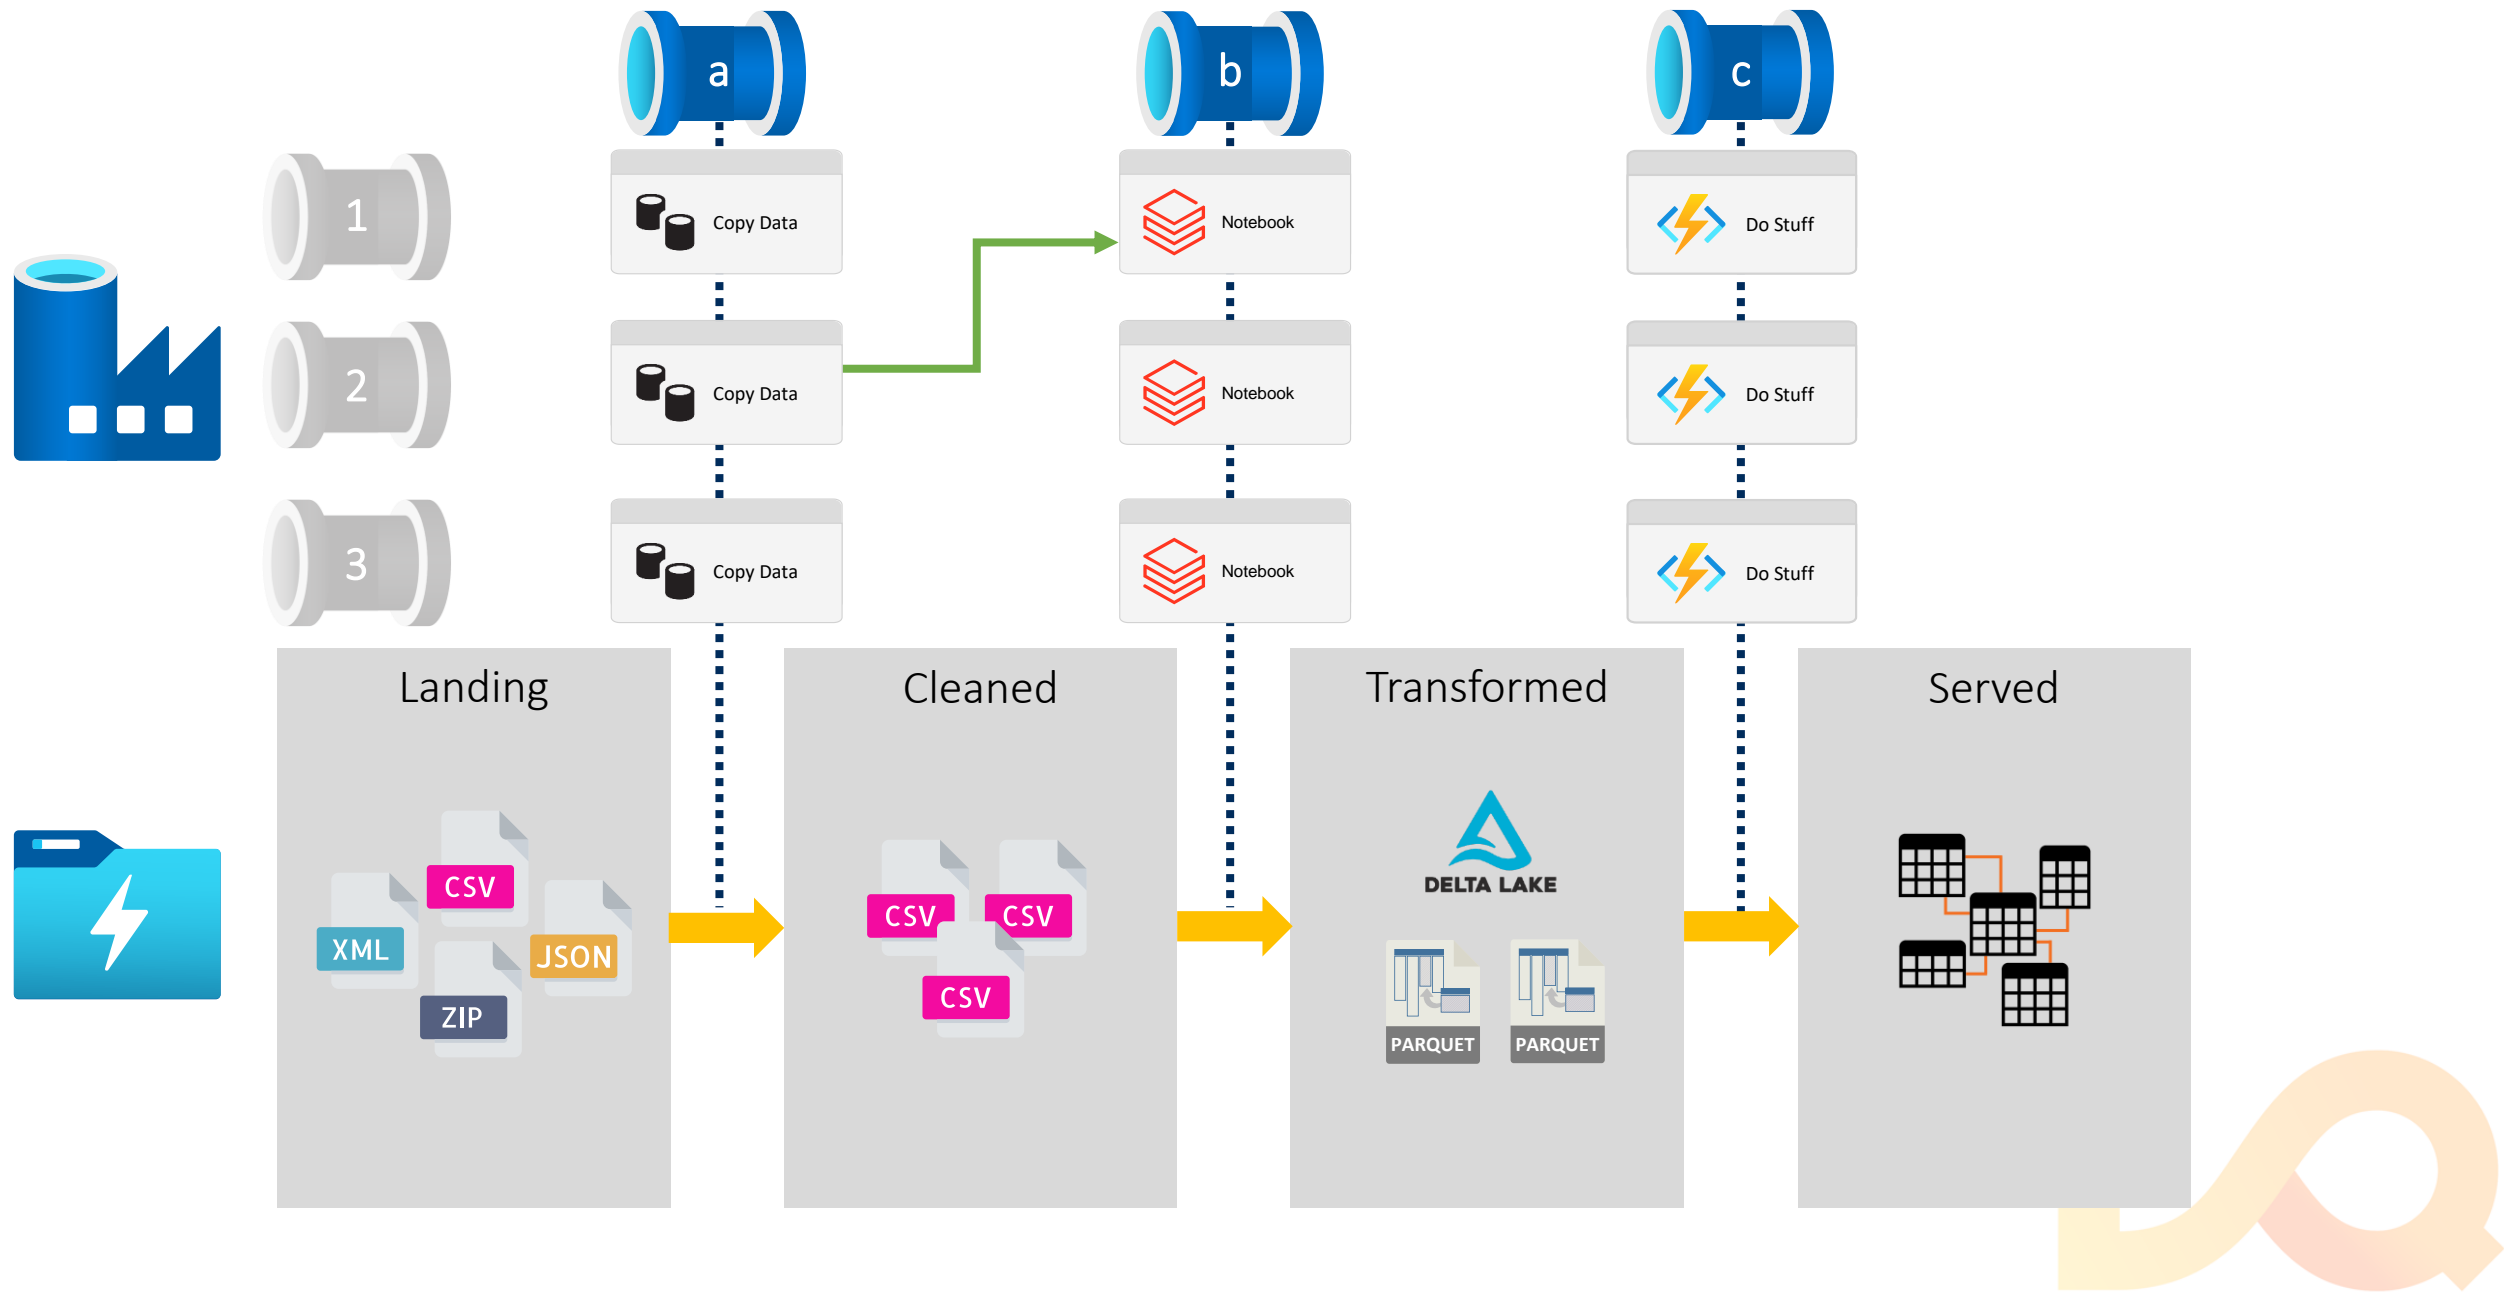 a
b
c
1
Copy Data
Notebook
Do Stuff
2
Copy Data
Notebook
Do Stuff
3
Copy Data
Notebook
Do Stuff
Landing
Cleaned
Transformed
Served
CSV
XML
JSON
ZIP
CSV
CSV
CSV
DELTA LAKE
PARQUET
PARQUET